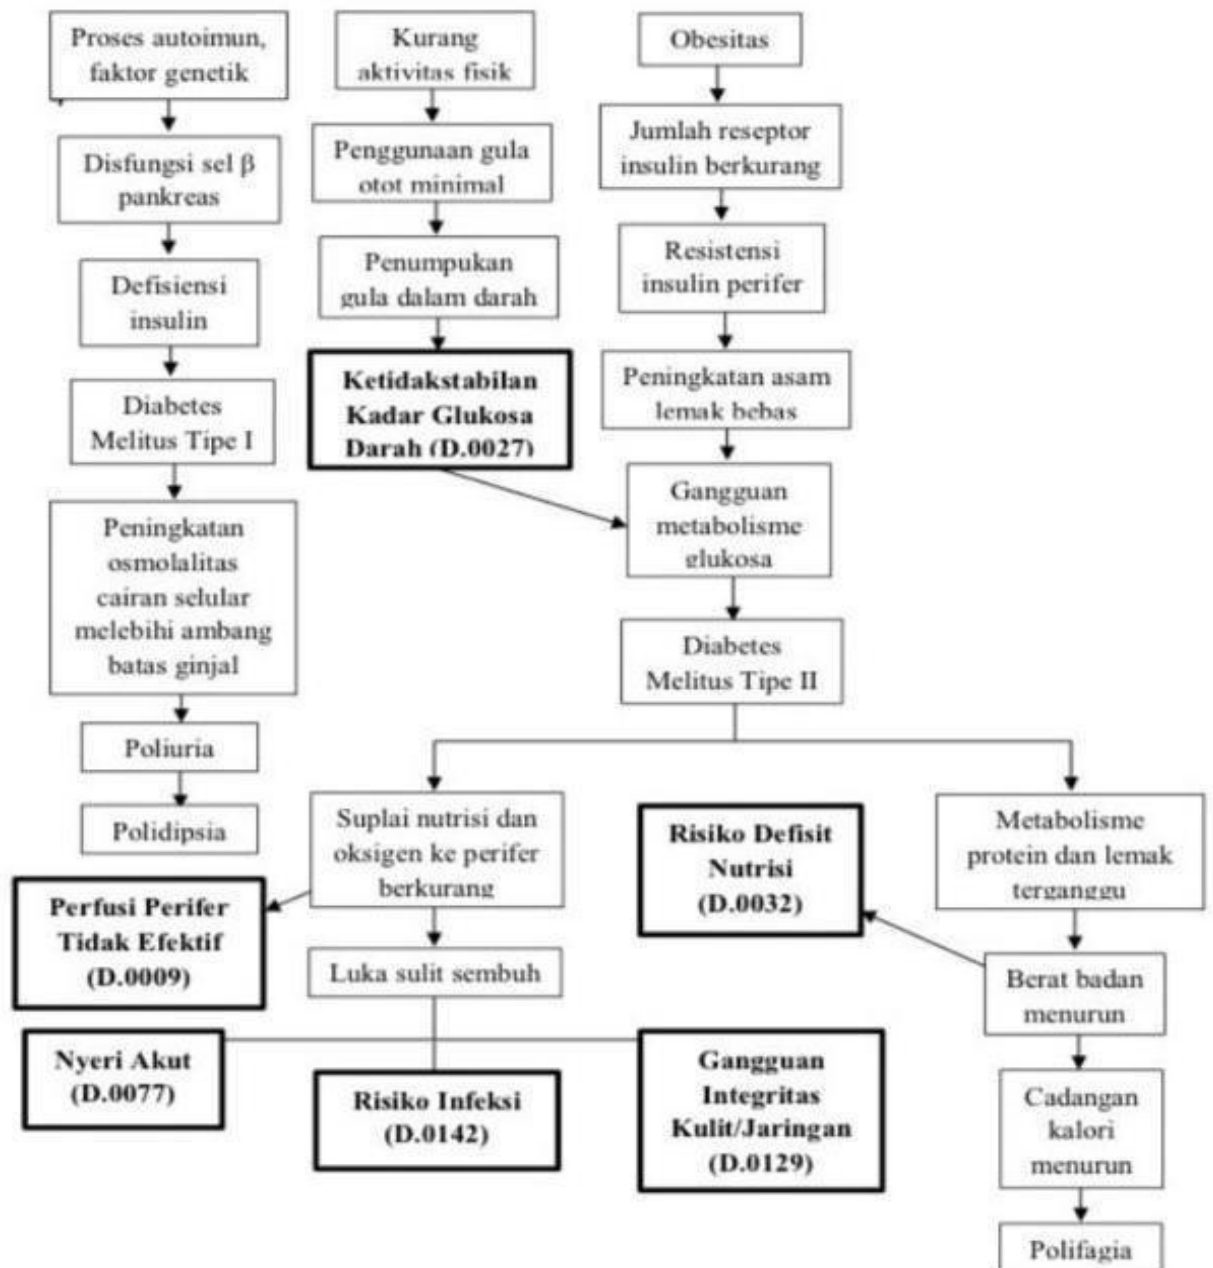 Proses autoimun,
faktor genetik
Disfungsi sel β
pankreas
Defisiensi
insulin
Diabetes
Melitus Tipe I
Peningkatan
osmolalitas
cairan selular
melebihi ambang
batas ginjal
Poliuria
Polidipsia
Kurang
aktivitas fisik
Penggunaan gula
otot minimal
Penumpukan
gula dalam darah
Ketidakstabilan
Kadar Glukosa
Darah (D.0027)
Obesitas
Jumlah reseptor
insulin berkurang
Resistensi
insulin perifer
Peningkatan asam
lemak bebas
Gangguan
metabolisme
glukosa
Diabetes
Melitus Tipe II
Suplai nutrisi dan
oksigen ke perifer
berkurang
Perfusi Perifer
Tidak Efektif
(D.0009)
Luka sulit sembuh
Nyeri Akut
(D.0077)
Risiko Infeksi
(D.0142)
Gangguan
Integritas
Kulit/Jaringan
(D.0129)
Risiko Defisit
Nutrisi
(D.0032)
Metabolisme
protein dan lemak
terganggu
Berat badan
menurun
Cadangan
kalori
menurun
Polifagia